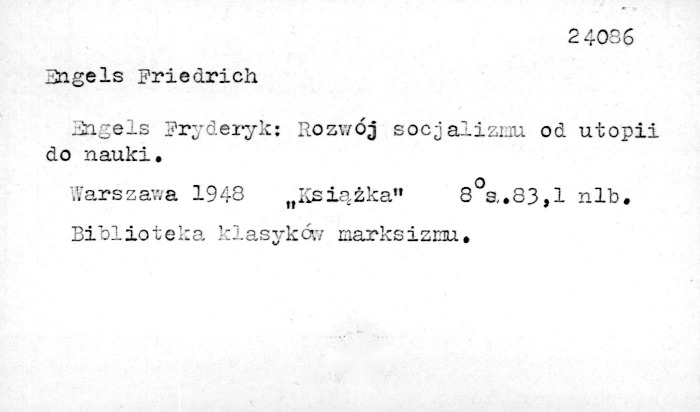 24086
Engels Friedrich
Engels Fryderyk: Rozwój socjalizmu od utopii
do nauki.
Warszawa 1948 „Książka" 8° s..83,1 nlb.
Biblioteka klasyków marksizmu.